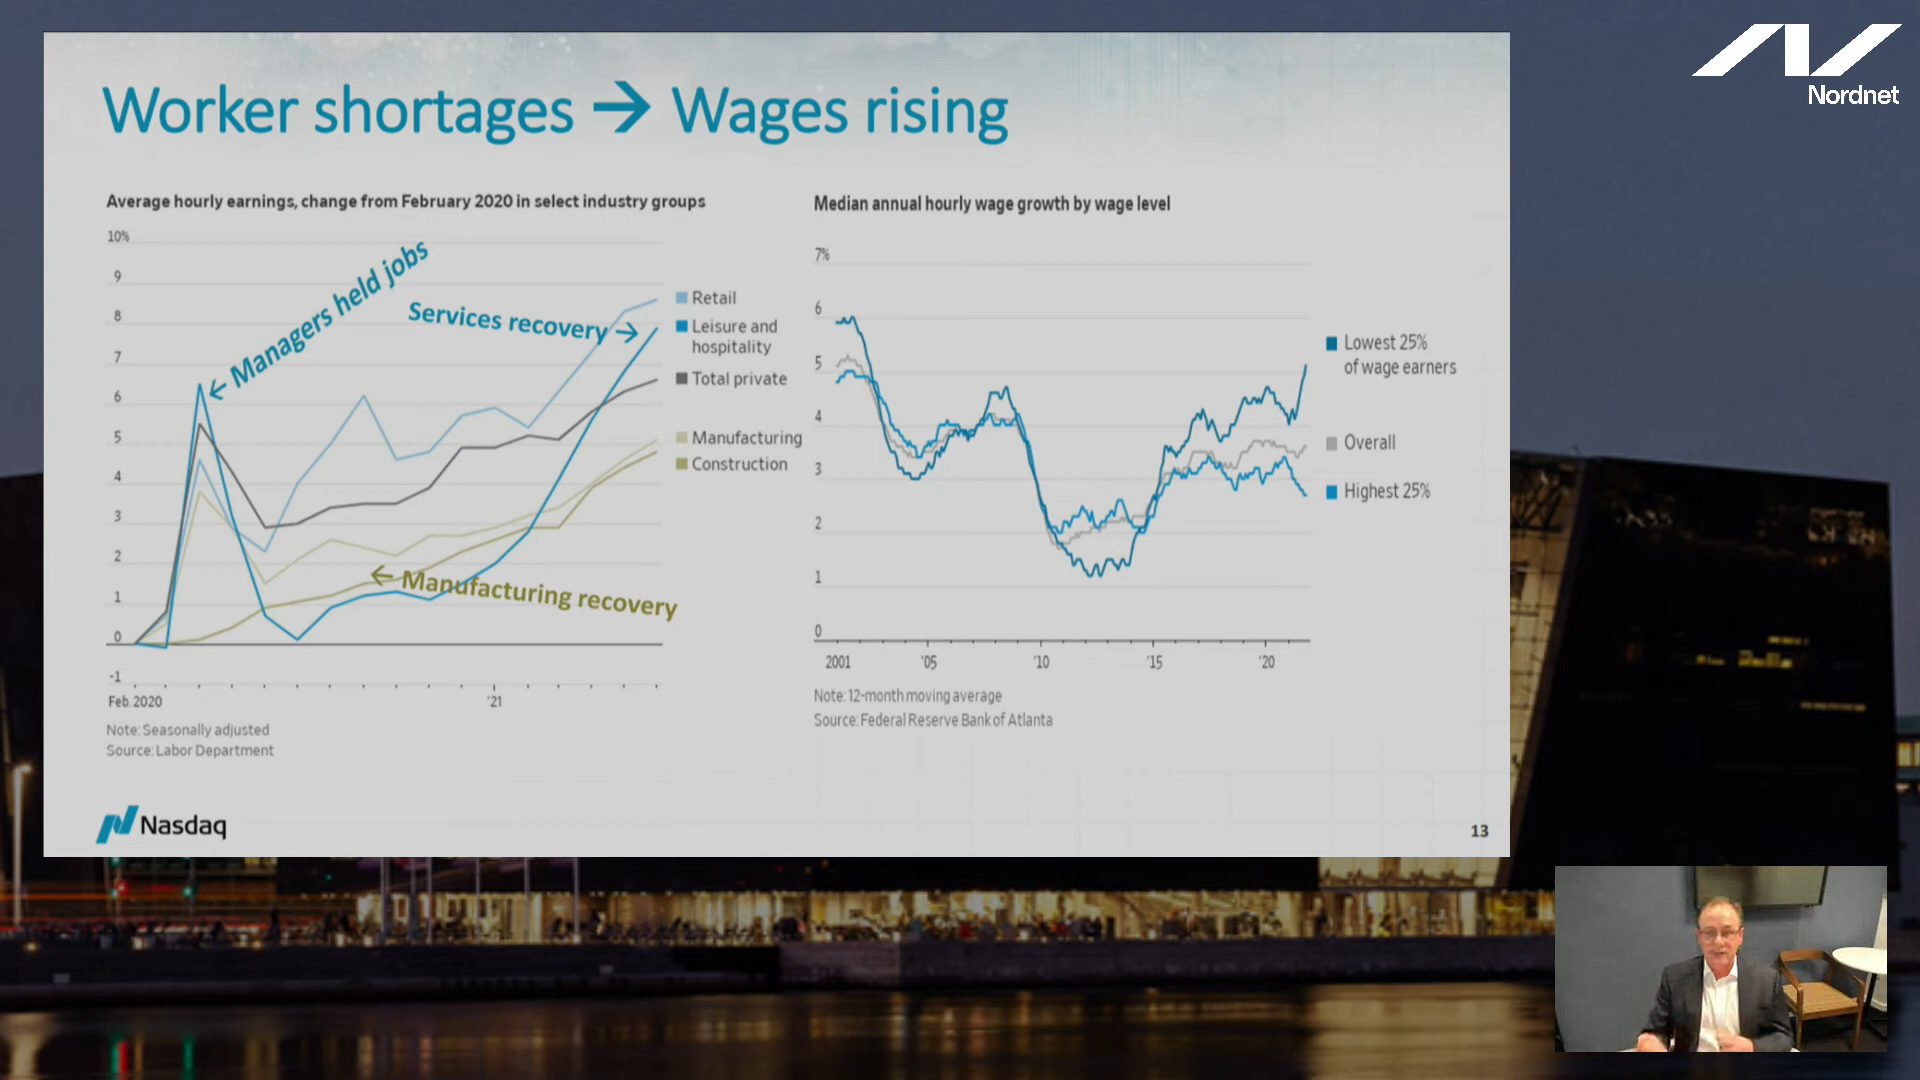 Nordnet
Worker shortages → Wages rising
Average hourly earnings, change from February 2020 in select industry groups
10%
9
8
7
6
5
4
3
2
1
0
-1
← Managers held jobs
Services recovery →
← Manufacturing recovery
Retail
Leisure and
hospitality
Total private
Manufacturing
Construction
Feb. 2020
'21
Note: Seasonally adjusted
Source: Labor Department
Median annual hourly wage growth by wage level
7%
6
5
4
3
2
1
0
2001
'05
'10
'15
'20
Lowest 25%
of wage earners
Overall
Highest 25%
Note: 12-month moving average
Source: Federal Reserve Bank of Atlanta
Nasdaq
13